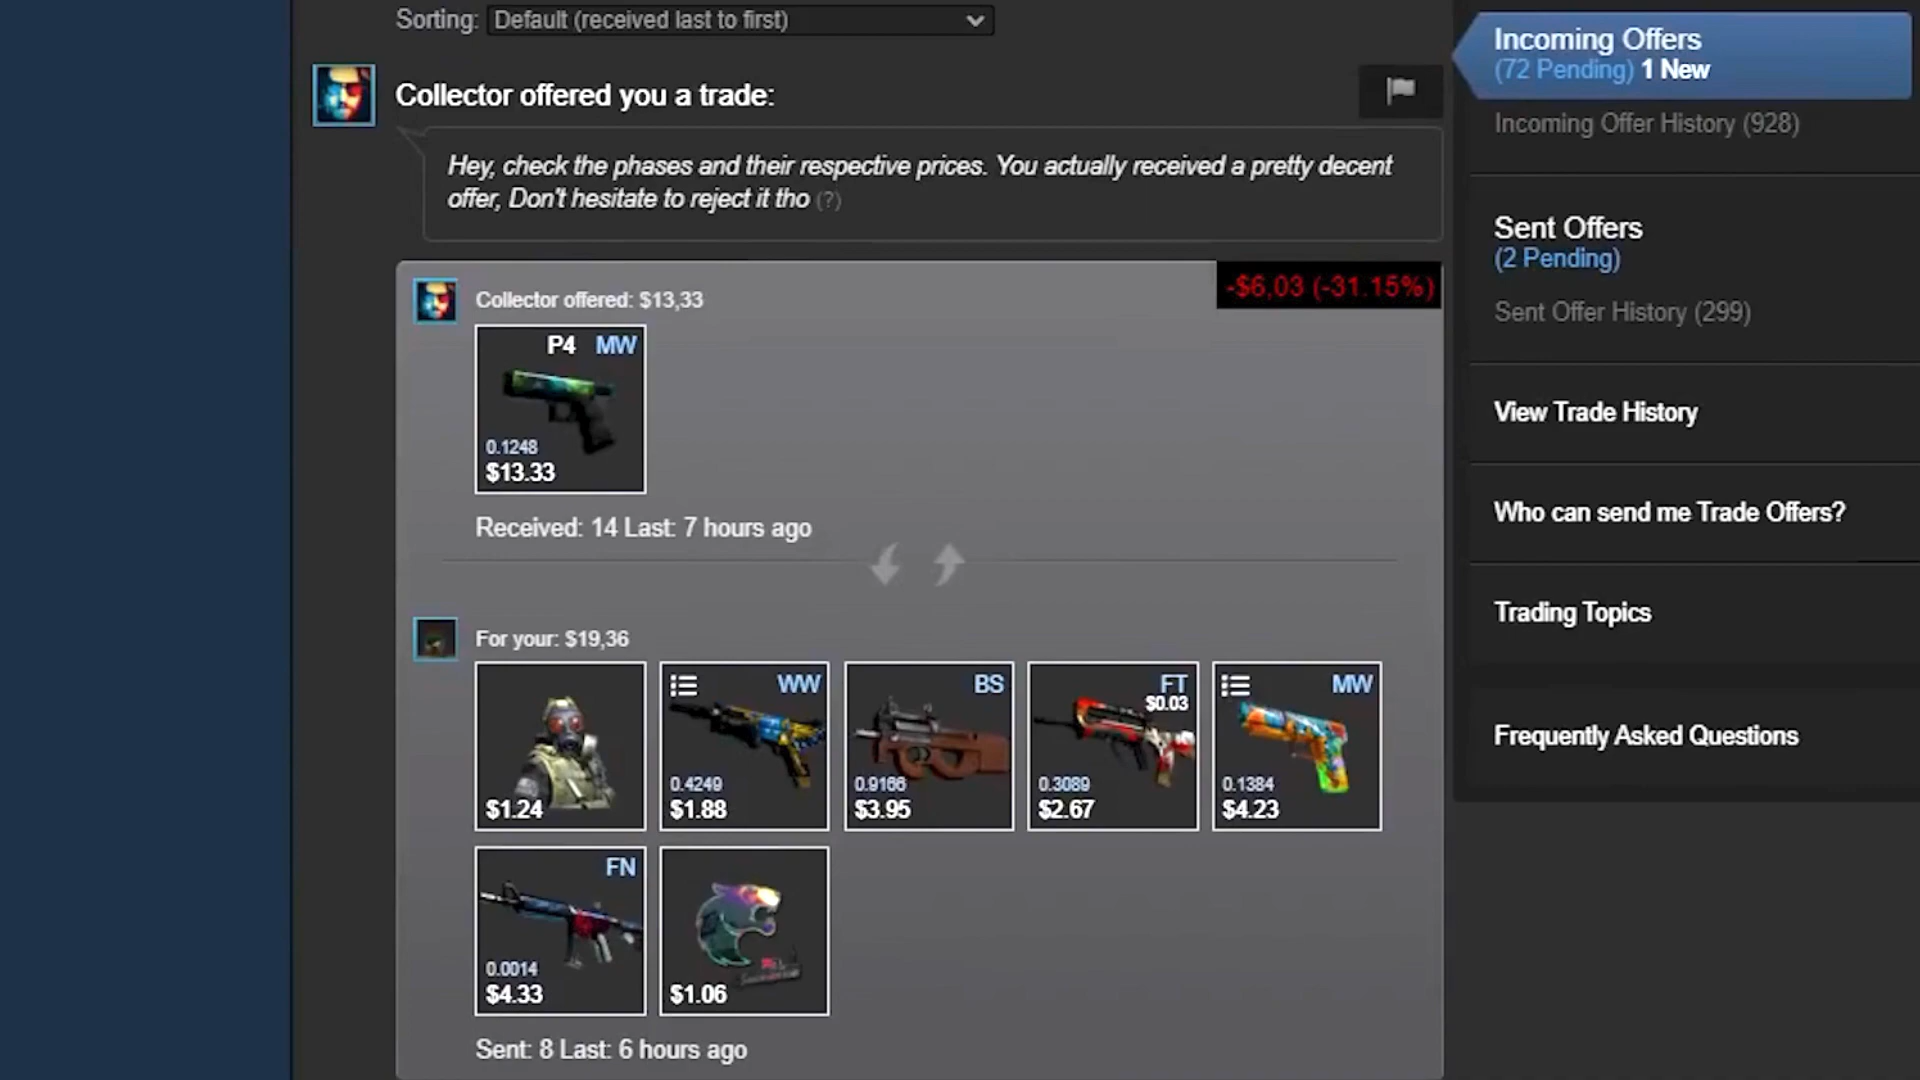 Sorting: Default (received last to first)
Collector offered you a trade:
Hey, check the phases and their respective prices. You actually received a pretty decent
offer, Don't hesitate to reject it tho (?)
-$6,03 (-31.15%)
Collector offered: $13,33
P4 MW
0.1248
$13.33
Received: 14 Last: 7 hours ago
For your: $19,36
$1.24
WW
0.4249
$1.88
BS
0.9166
$3.95
FT
$0.03
0.3089
$2.67
MW
0.1384
$4.23
FN
0.0014
$4.33
$1.06
Sent: 8 Last: 6 hours ago
Incoming Offers
(72 Pending) 1 New
Incoming Offer History (928)
Sent Offers
(2 Pending)
Sent Offer History (299)
View Trade History
Who can send me Trade Offers?
Trading Topics
Frequently Asked Questions